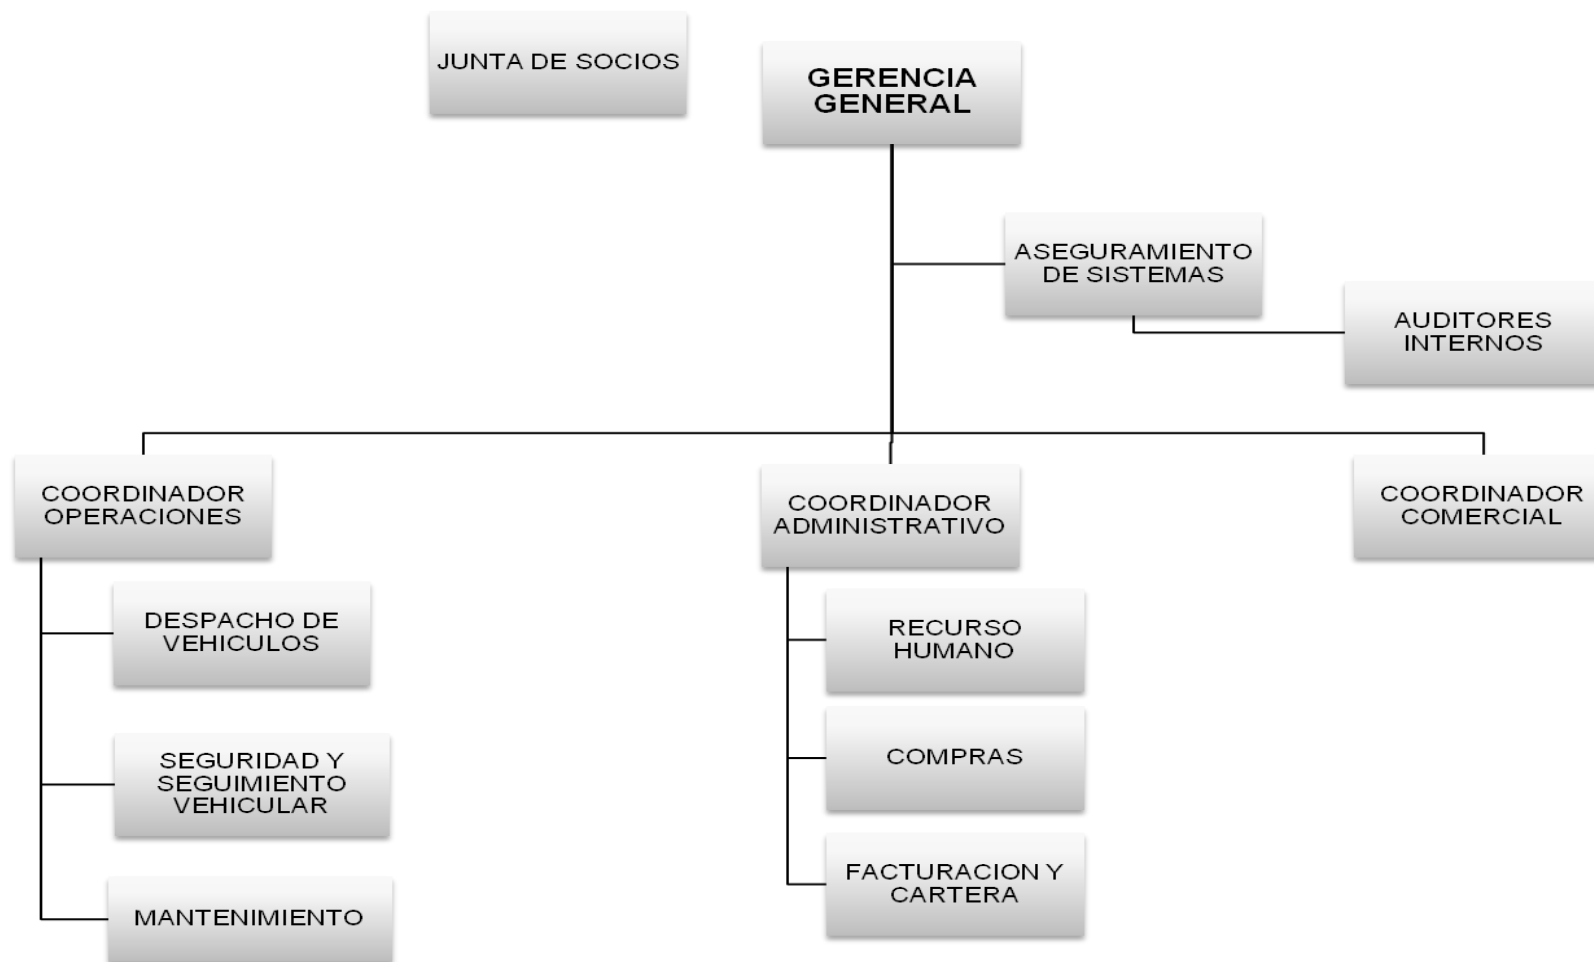 JUNTA DE SOCIOS
GERENCIA
GENERAL
ASEGURAMIENTO
DE SISTEMAS
AUDITORES
INTERNOS
COORDINADOR
OPERACIONES
COORDINADOR
ADMINISTRATIVO
COORDINADOR
COMERCIAL
DESPACHO DE
VEHICULOS
SEGURIDAD Y
SEGUIMIENTO
VEHICULAR
MANTENIMIENTO
RECURSO
HUMANO
COMPRAS
FACTURACION Y
CARTERA